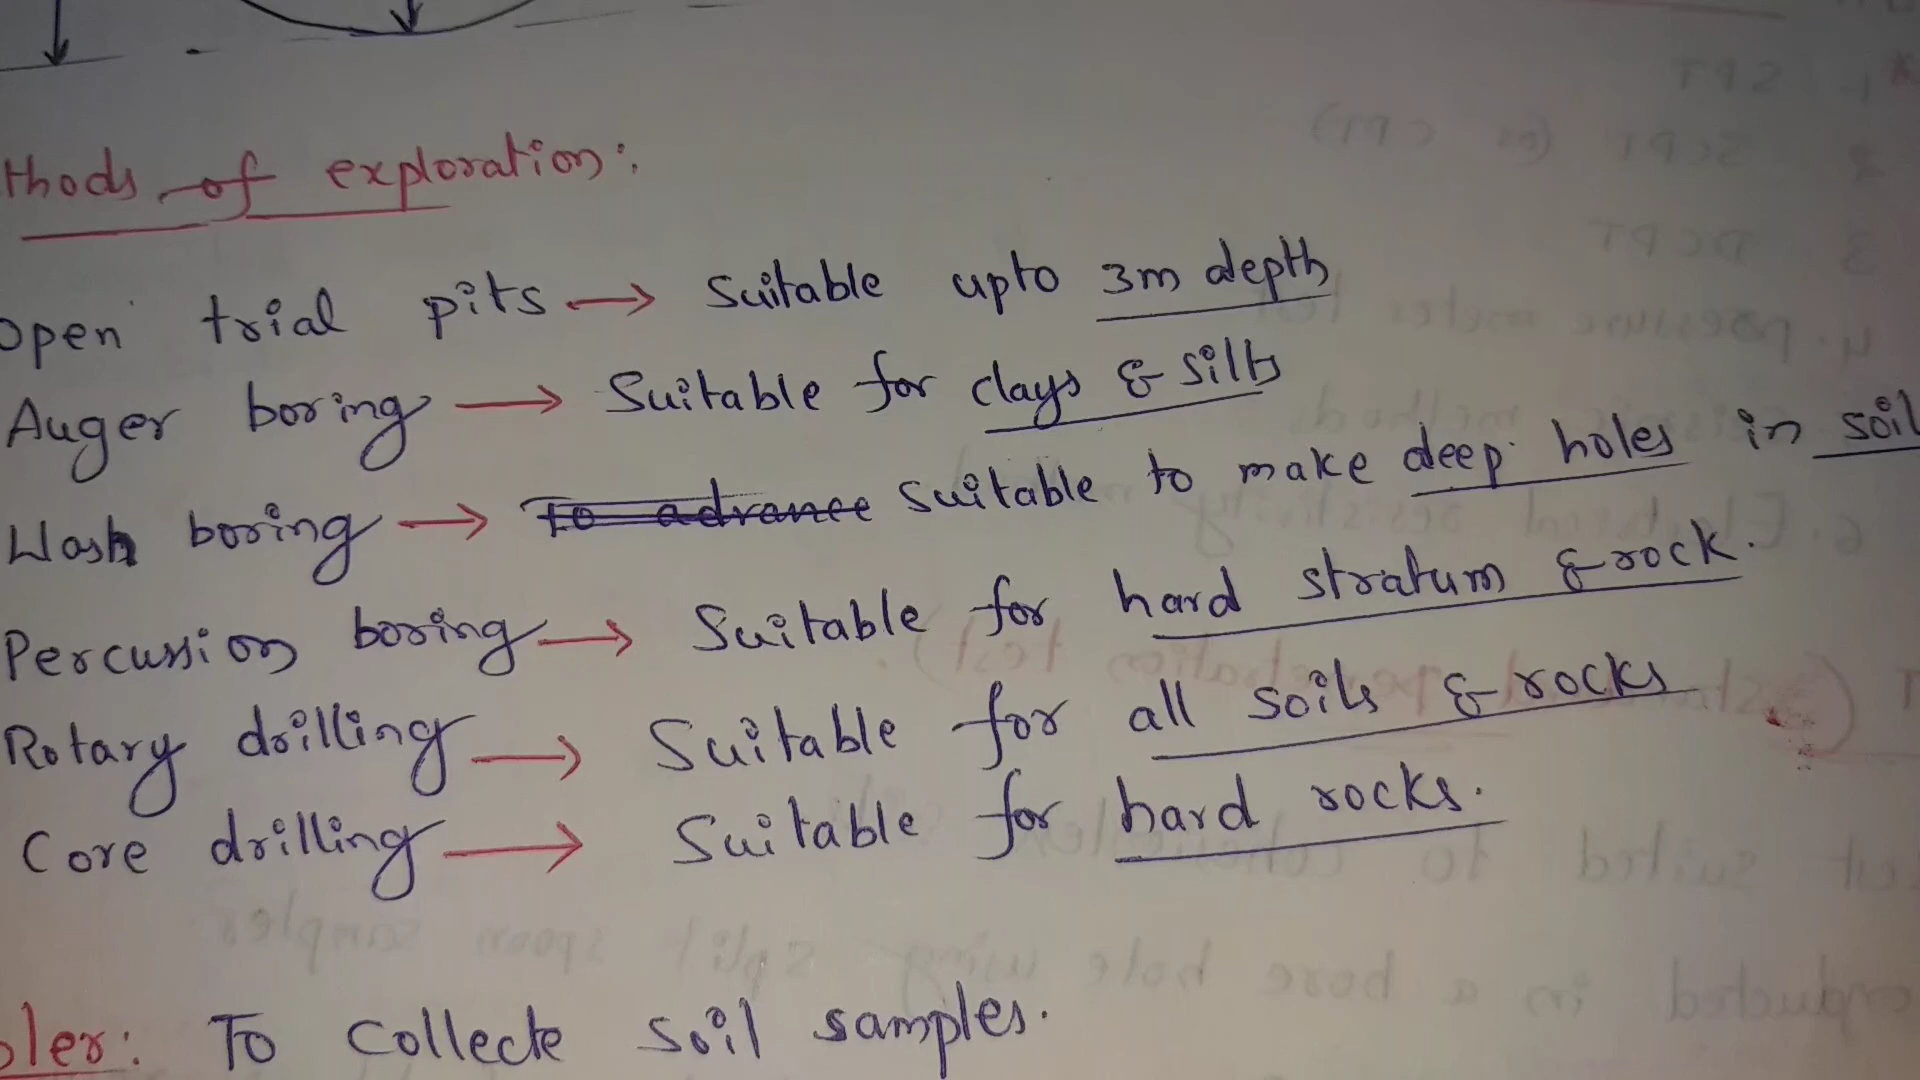 thods of exploration:
Open trial pits → Suitable upto 3m depth
Auger boring → Suitable for clays & silts
Wash boring → To advance suitable to make deep holes in soil
Percussion boring → Suitable for hard stratum & rock.
Rotary drilling → Suitable for all soils & rocks
Core drilling → Suitable for hard rocks.
pler: To collecte soil samples.